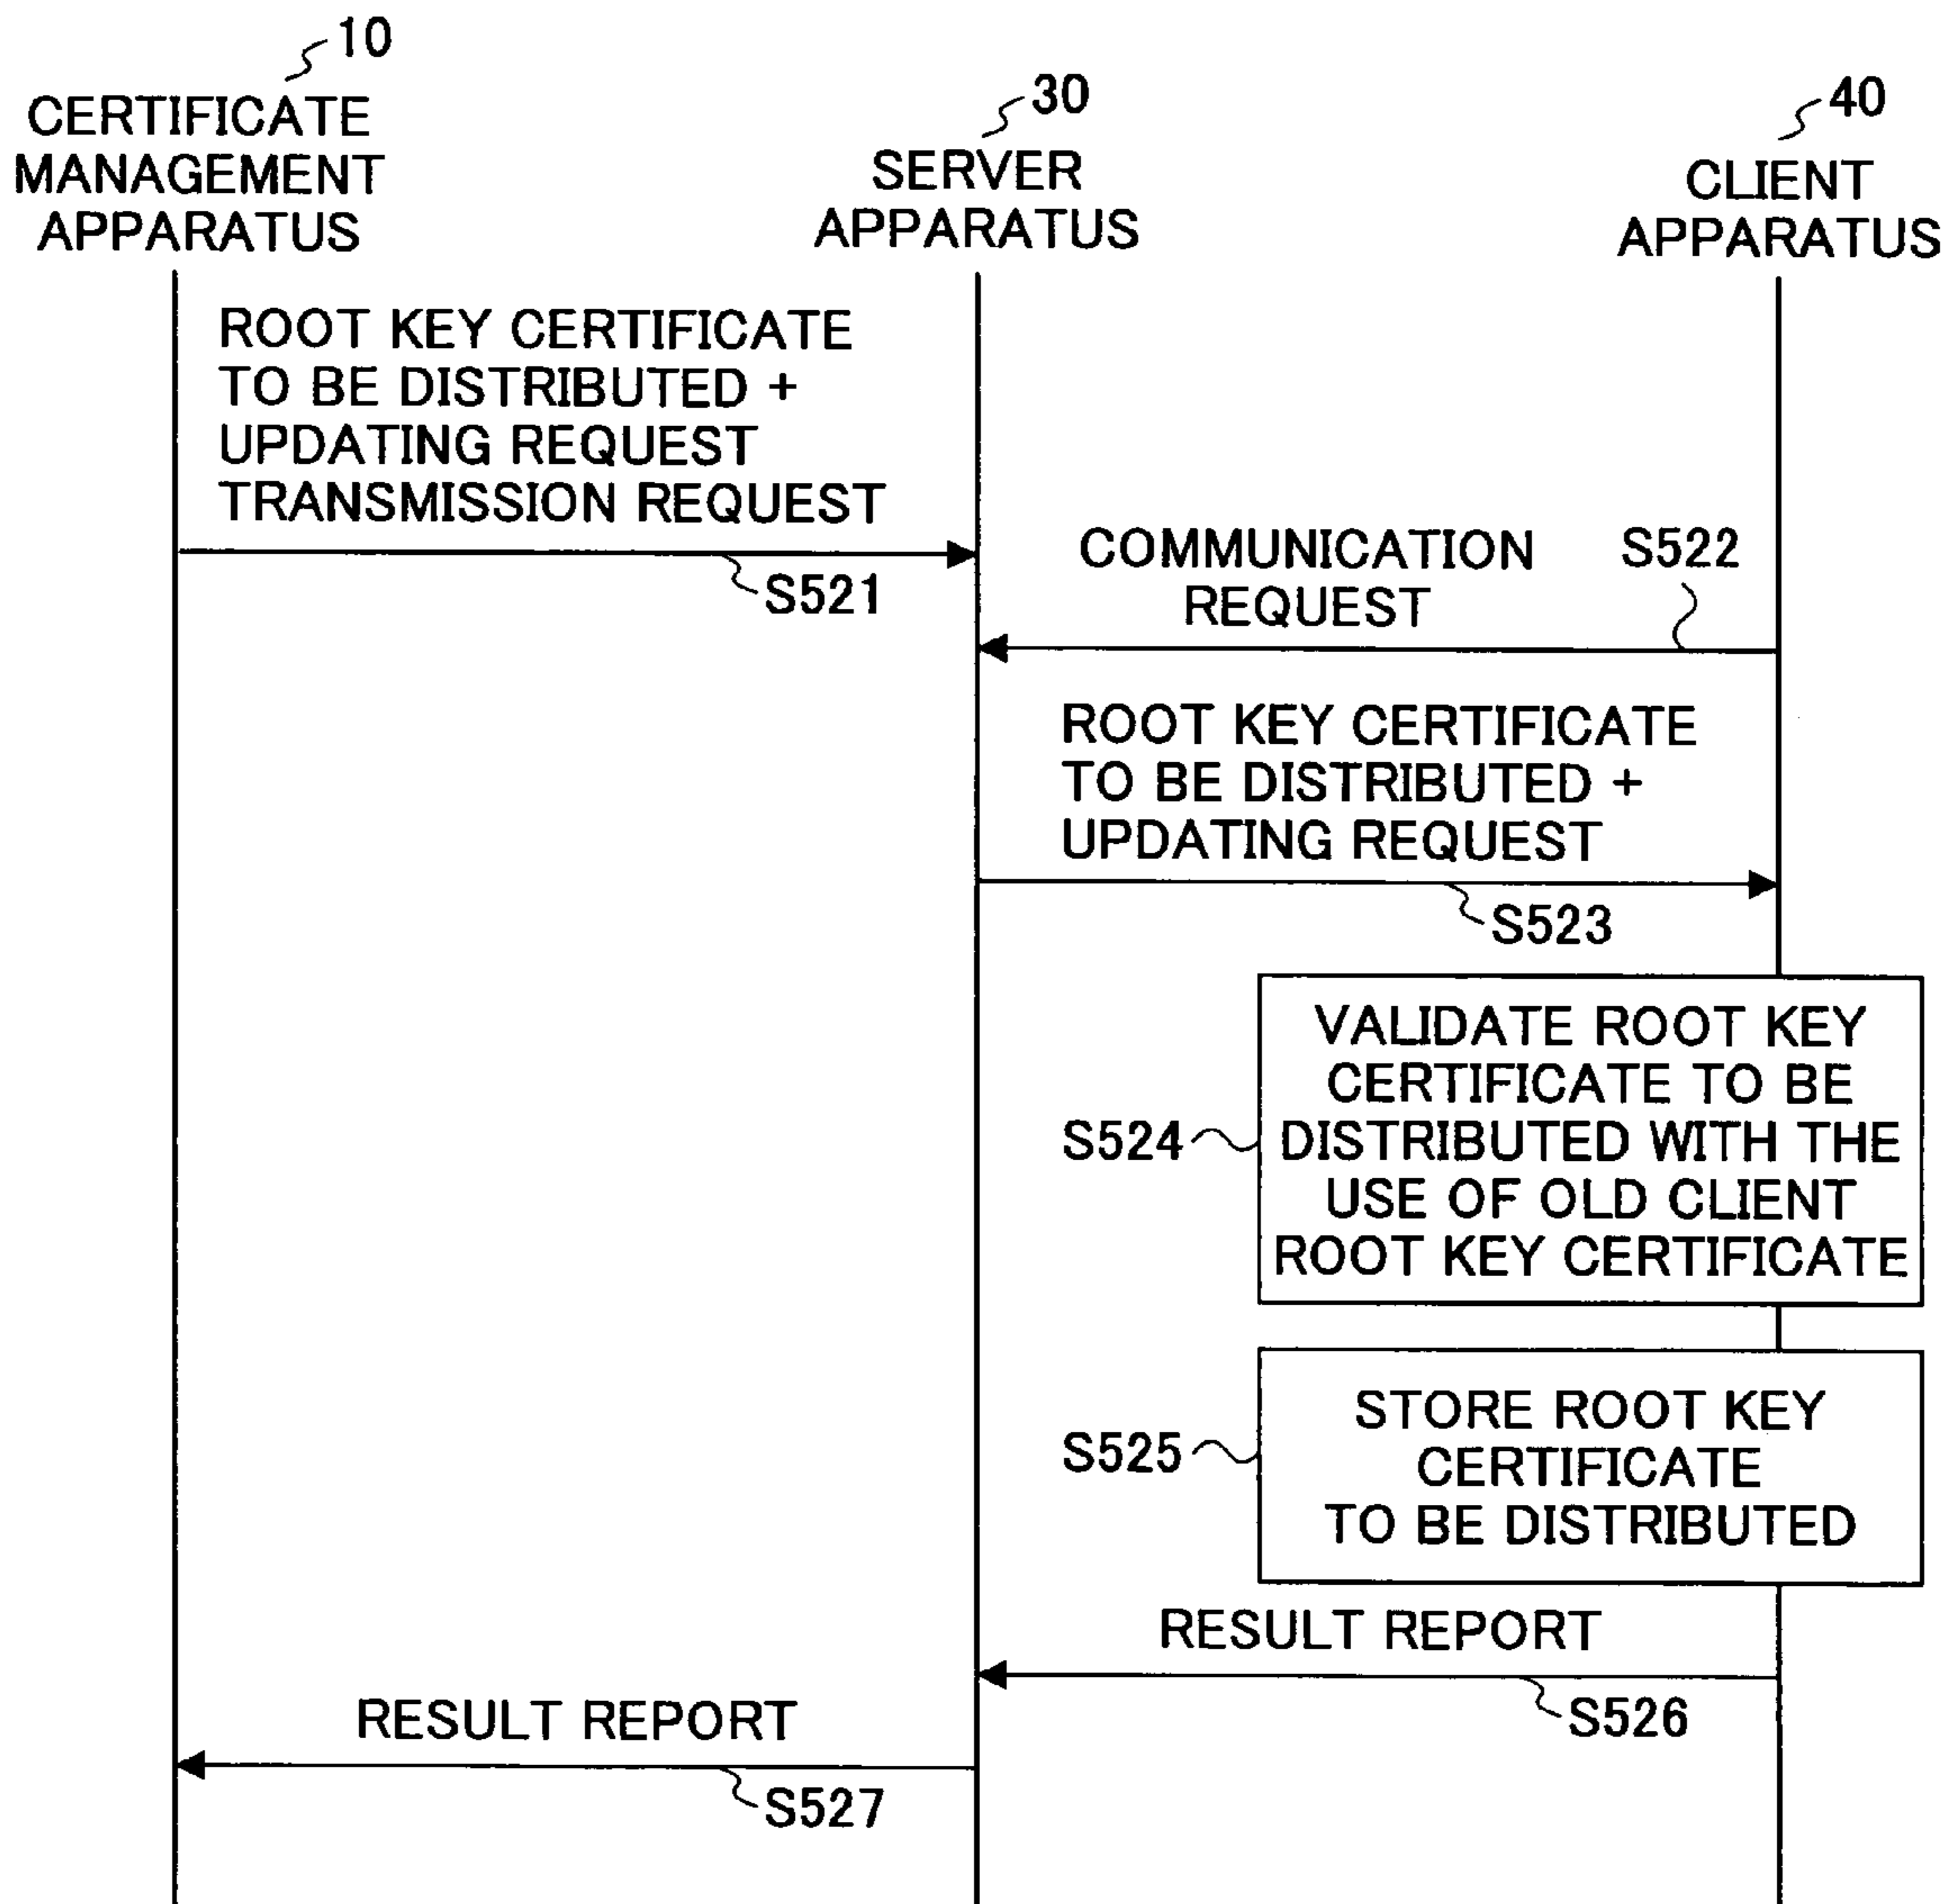 10
CERTIFICATE
MANAGEMENT
APPARATUS
30
SERVER
APPARATUS
40
CLIENT
APPARATUS
ROOT KEY CERTIFICATE
TO BE DISTRIBUTED +
UPDATING REQUEST
TRANSMISSION REQUEST
S521
COMMUNICATION
REQUEST
S522
ROOT KEY CERTIFICATE
TO BE DISTRIBUTED +
UPDATING REQUEST
S523
S524
VALIDATE ROOT KEY
CERTIFICATE TO BE
DISTRIBUTED WITH THE
USE OF OLD CLIENT
ROOT KEY CERTIFICATE
S525
STORE ROOT KEY
CERTIFICATE
TO BE DISTRIBUTED
RESULT REPORT
S526
RESULT REPORT
S527